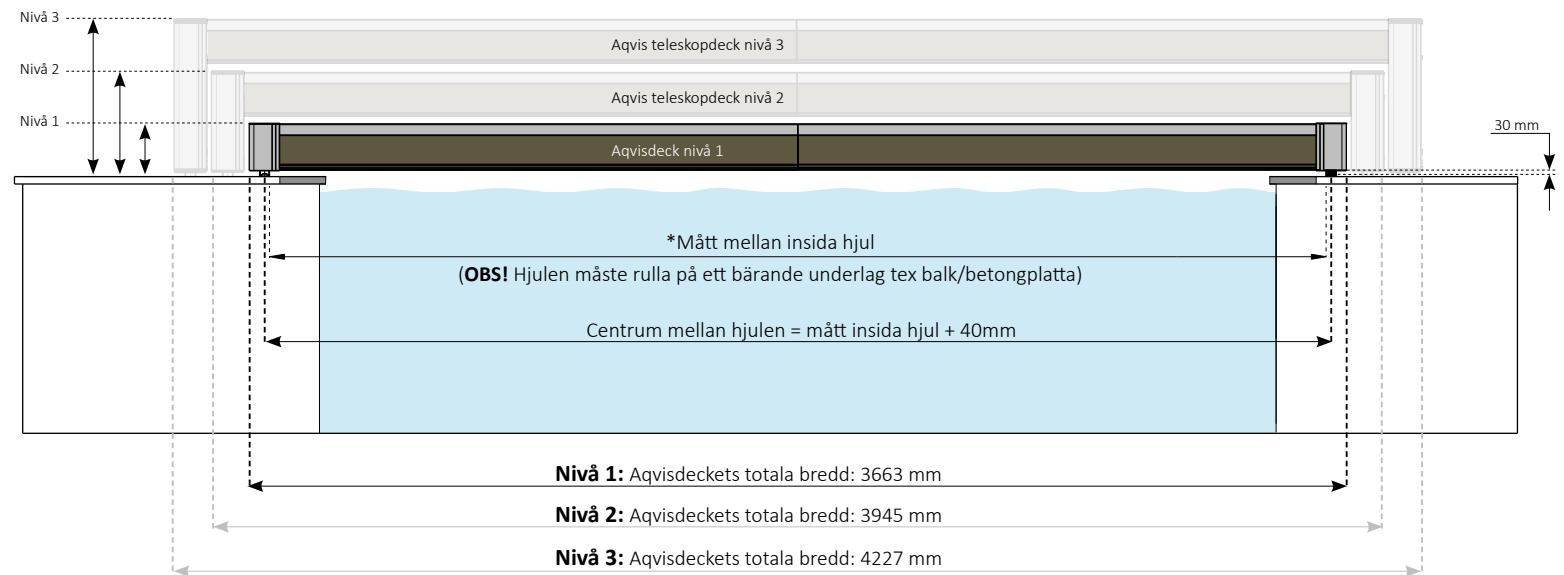 Nivå 3
Aqvis teleskopdeck nivå 3
Nivå 2
Aqvis teleskopdeck nivå 2
Nivå 1
30 mm
Aqvisdeck nivå 1
*Mått mellan insida hjul
(OBS! Hjulen måste rulla på ett bärande underlag tex balk/betongplatta)
Centrum mellan hjulen = mått insida hjul + 40mm
Nivå 1: Aqvisdeckets totala bredd: 3663 mm
Nivå 2: Aqvisdeckets totala bredd: 3945 mm
Nivå 3: Aqvisdeckets totala bredd: 4227 mm